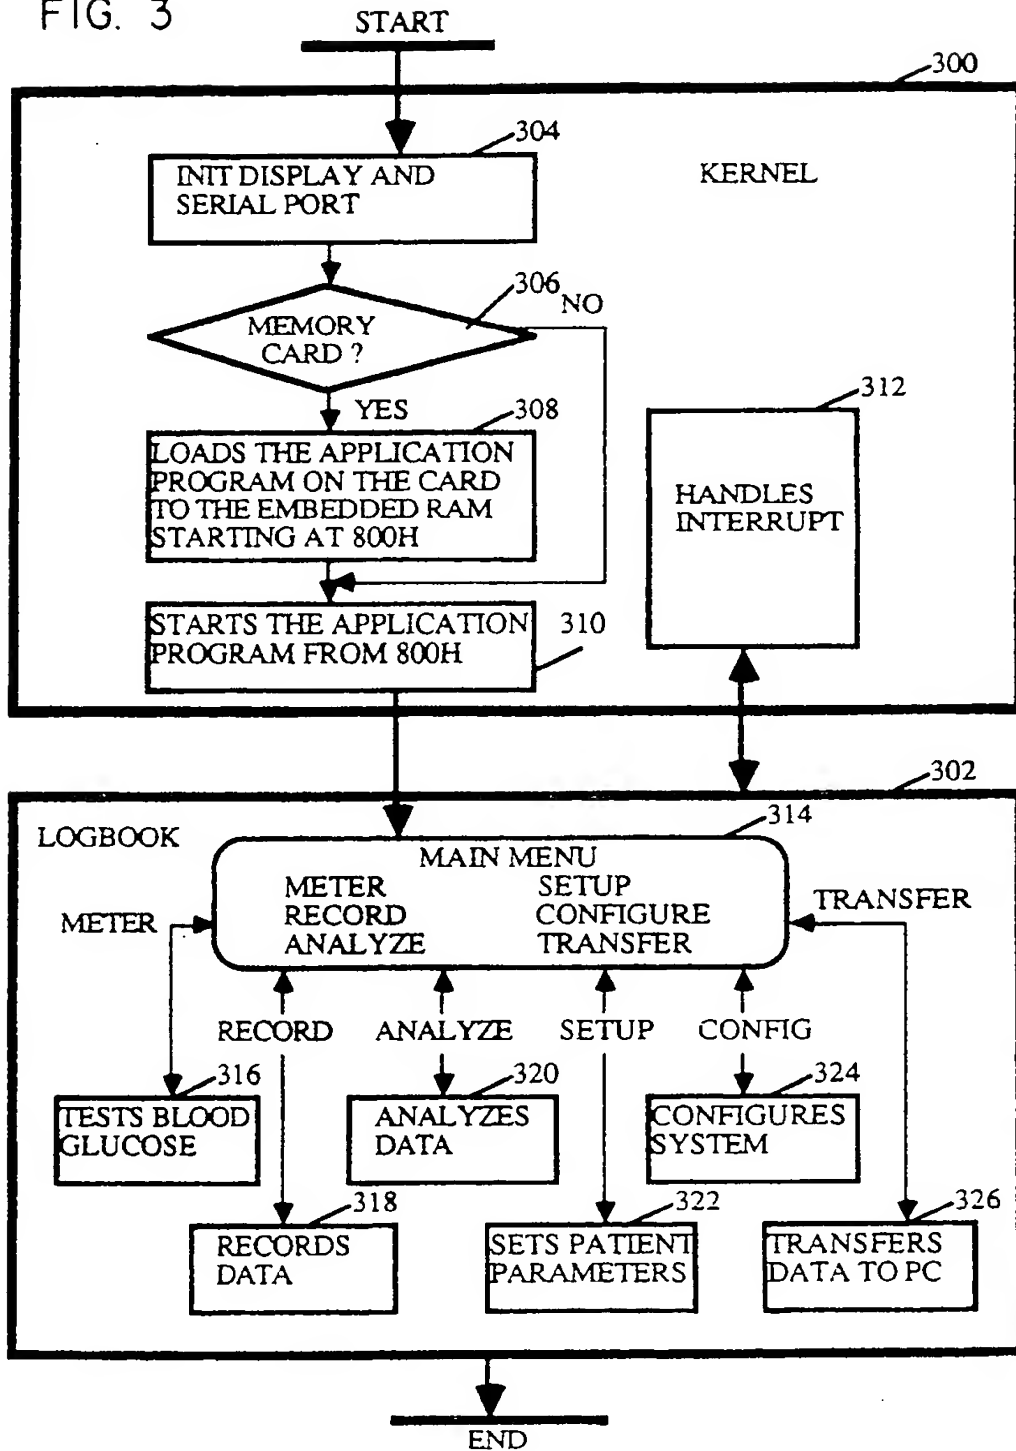 FIG. 3
START
300
304
INIT DISPLAY AND
SERIAL PORT
KERNEL
306
NO
MEMORY
CARD ?
YES
308
312
LOADS THE APPLICATION
PROGRAM ON THE CARD
TO THE EMBEDDED RAM
STARTING AT 800H
HANDLES
INTERRUPT
STARTS THE APPLICATION
PROGRAM FROM 800H
310
302
LOGBOOK
314
MAIN MENU
METER
RECORD
ANALYZE
SETUP
CONFIGURE
TRANSFER
METER
TRANSFER
RECORD
ANALYZE
SETUP
CONFIG
316
TESTS BLOOD
GLUCOSE
320
ANALYZES
DATA
324
CONFIGURES
SYSTEM
318
RECORDS
DATA
322
SETS PATIENT
PARAMETERS
326
TRANSFERS
DATA TO PC
END